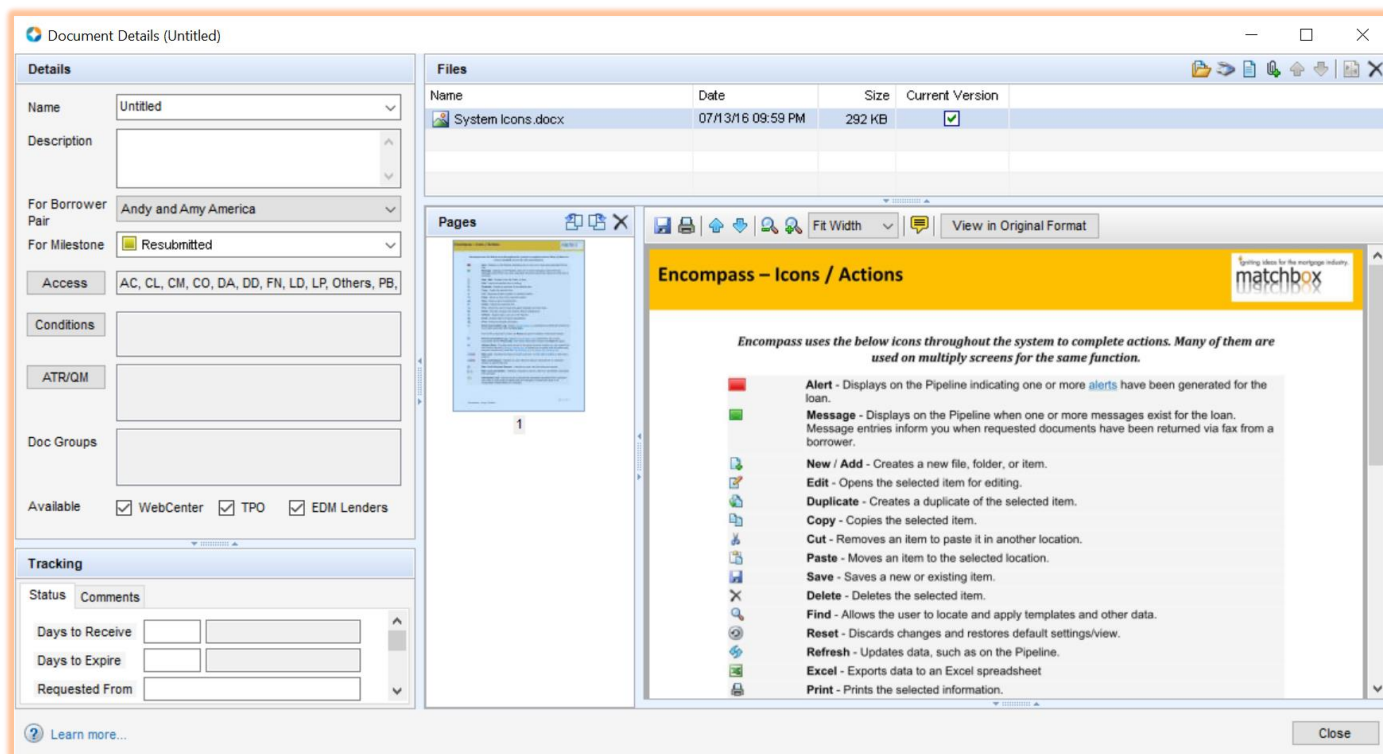 Document Details (Untitled)
Details
Name
Untitled
Description
For Borrower
Pair
Andy and Amy America
For Milestone
Resubmitted
Access
AC, CL, CM, CO, DA, DD, FN, LD, LP, Others, PB,
Conditions
ATR/QM
Doc Groups
Available
WebCenter
TPO
EDM Lenders
Tracking
Status
Comments
Days to Receive
Days to Expire
Requested From
Files
Name Date Size Current Version
System Icons.docx 07/13/16 09:59 PM 292 KB
Pages
1
Fit Width
View in Original Format
Encompass – Icons / Actions
Igniting ideas for the mortgage industry.
matchbox
Encompass uses the below icons throughout the system to complete actions. Many of them are
used on multiply screens for the same function.
Alert - Displays on the Pipeline indicating one or more alerts have been generated for the
loan.
Message - Displays on the Pipeline when one or more messages exist for the loan.
Message entries inform you when requested documents have been returned via fax from a
borrower.
New / Add - Creates a new file, folder, or item.
Edit - Opens the selected item for editing.
Duplicate - Creates a duplicate of the selected item.
Copy - Copies the selected item.
Cut - Removes an item to paste it in another location.
Paste - Moves an item to the selected location.
Save - Saves a new or existing item.
Delete - Deletes the selected item.
Find - Allows the user to locate and apply templates and other data.
Reset - Discards changes and restores default settings/view.
Refresh - Updates data, such as on the Pipeline.
Excel - Exports data to an Excel spreadsheet
Print - Prints the selected information.
Learn more...
Close